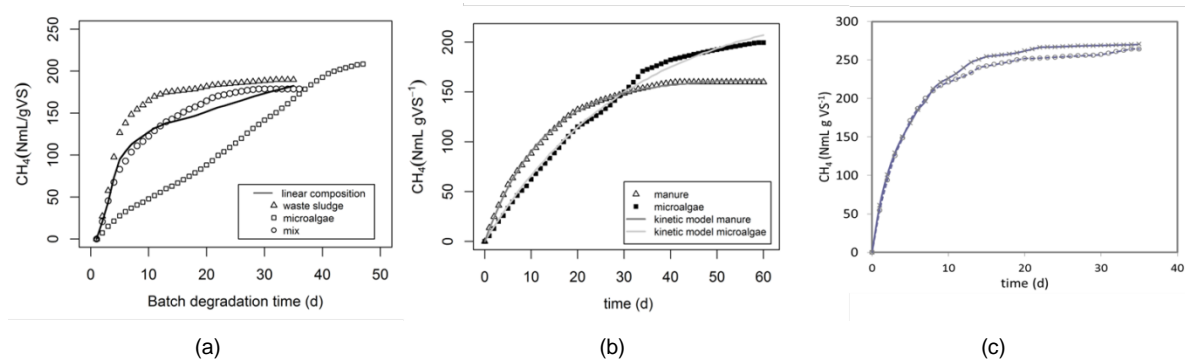 CH₄(NmL/gVS)
300
250
200
150
100
50
0
linear composition
waste sludge
microalgae
mix
0 10 20 30 40 50
Batch degradation time (d)
(a)
CH₄(NmL gVS⁻¹)
200
150
100
50
0
manure
microalgae
kinetic model manure
kinetic model microalgae
0 10 20 30 40 50 60
time (d)
(b)
CH₄ (NmL g VS⁻¹)
300
250
200
150
100
50
0
0 10 20 30 40
time (d)
(c)